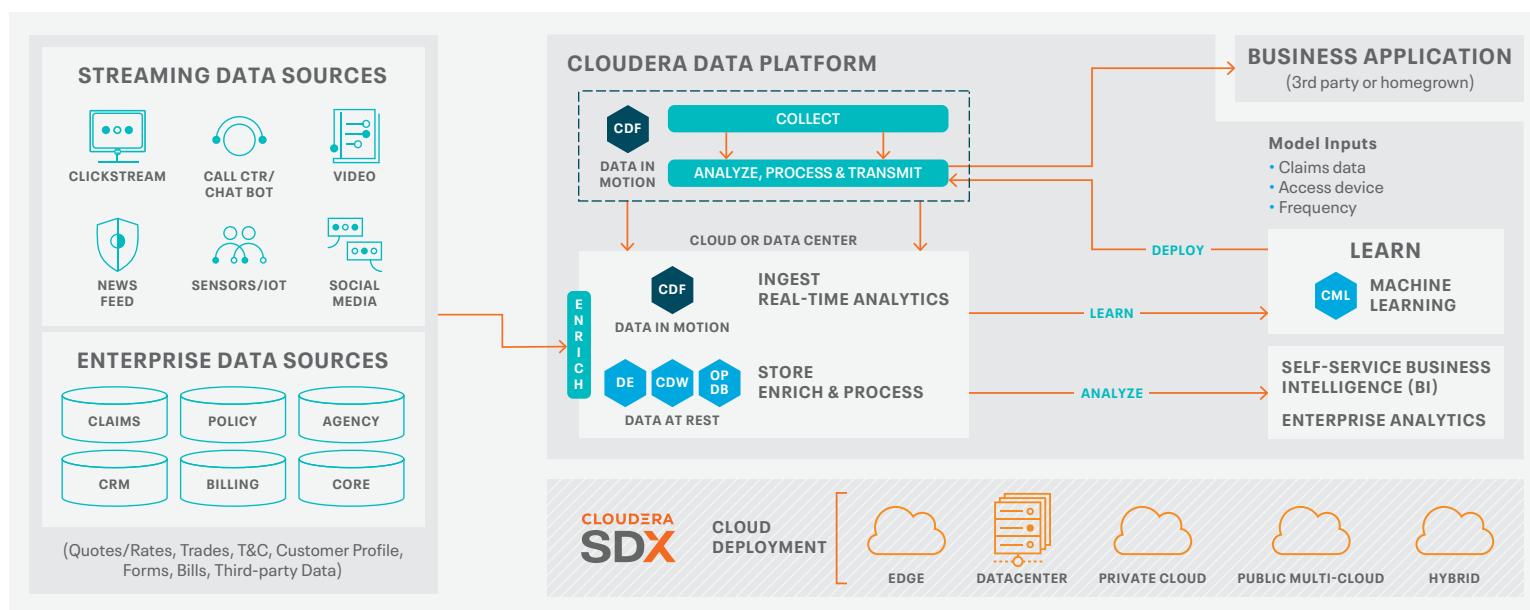 STREAMING DATA SOURCES
CLICKSTREAM
CALL CTR/
CHAT BOT
VIDEO
NEWS
FEED
SENSORS/IOT
SOCIAL
MEDIA
ENTERPRISE DATA SOURCES
CLAIMS
POLICY
AGENCY
CRM
BILLING
CORE
(Quotes/Rates, Trades, T&C, Customer Profile,
Forms, Bills, Third-party Data)
CLOUDERA DATA PLATFORM
CDF
DATA IN
MOTION
COLLECT
ANALYZE, PROCESS & TRANSMIT
CLOUD OR DATA CENTER
ENRICH
CDF
DATA IN MOTION
INGEST
REAL-TIME ANALYTICS
DE
CDW
OP
DB
DATA AT REST
STORE
ENRICH & PROCESS
BUSINESS APPLICATION
(3rd party or homegrown)
Model Inputs
• Claims data
• Access device
• Frequency
DEPLOY
LEARN
CML
MACHINE
LEARNING
LEARN
ANALYZE
SELF-SERVICE BUSINESS
INTELLIGENCE (BI)
ENTERPRISE ANALYTICS
CLOUDERA
SDX
CLOUD
DEPLOYMENT
EDGE
DATACENTER
PRIVATE CLOUD
PUBLIC MULTI-CLOUD
HYBRID